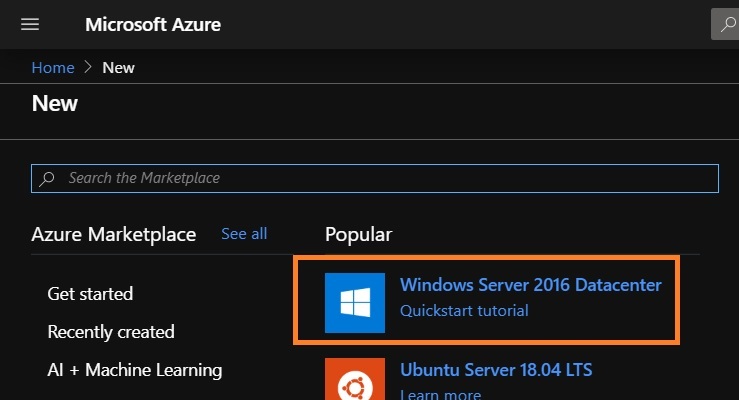 Microsoft Azure
Home > New
New
Search the Marketplace
Azure Marketplace See all
Popular
Get started
Recently created
AI + Machine Learning
Windows Server 2016 Datacenter
Quickstart tutorial
Ubuntu Server 18.04 LTS
Learn more